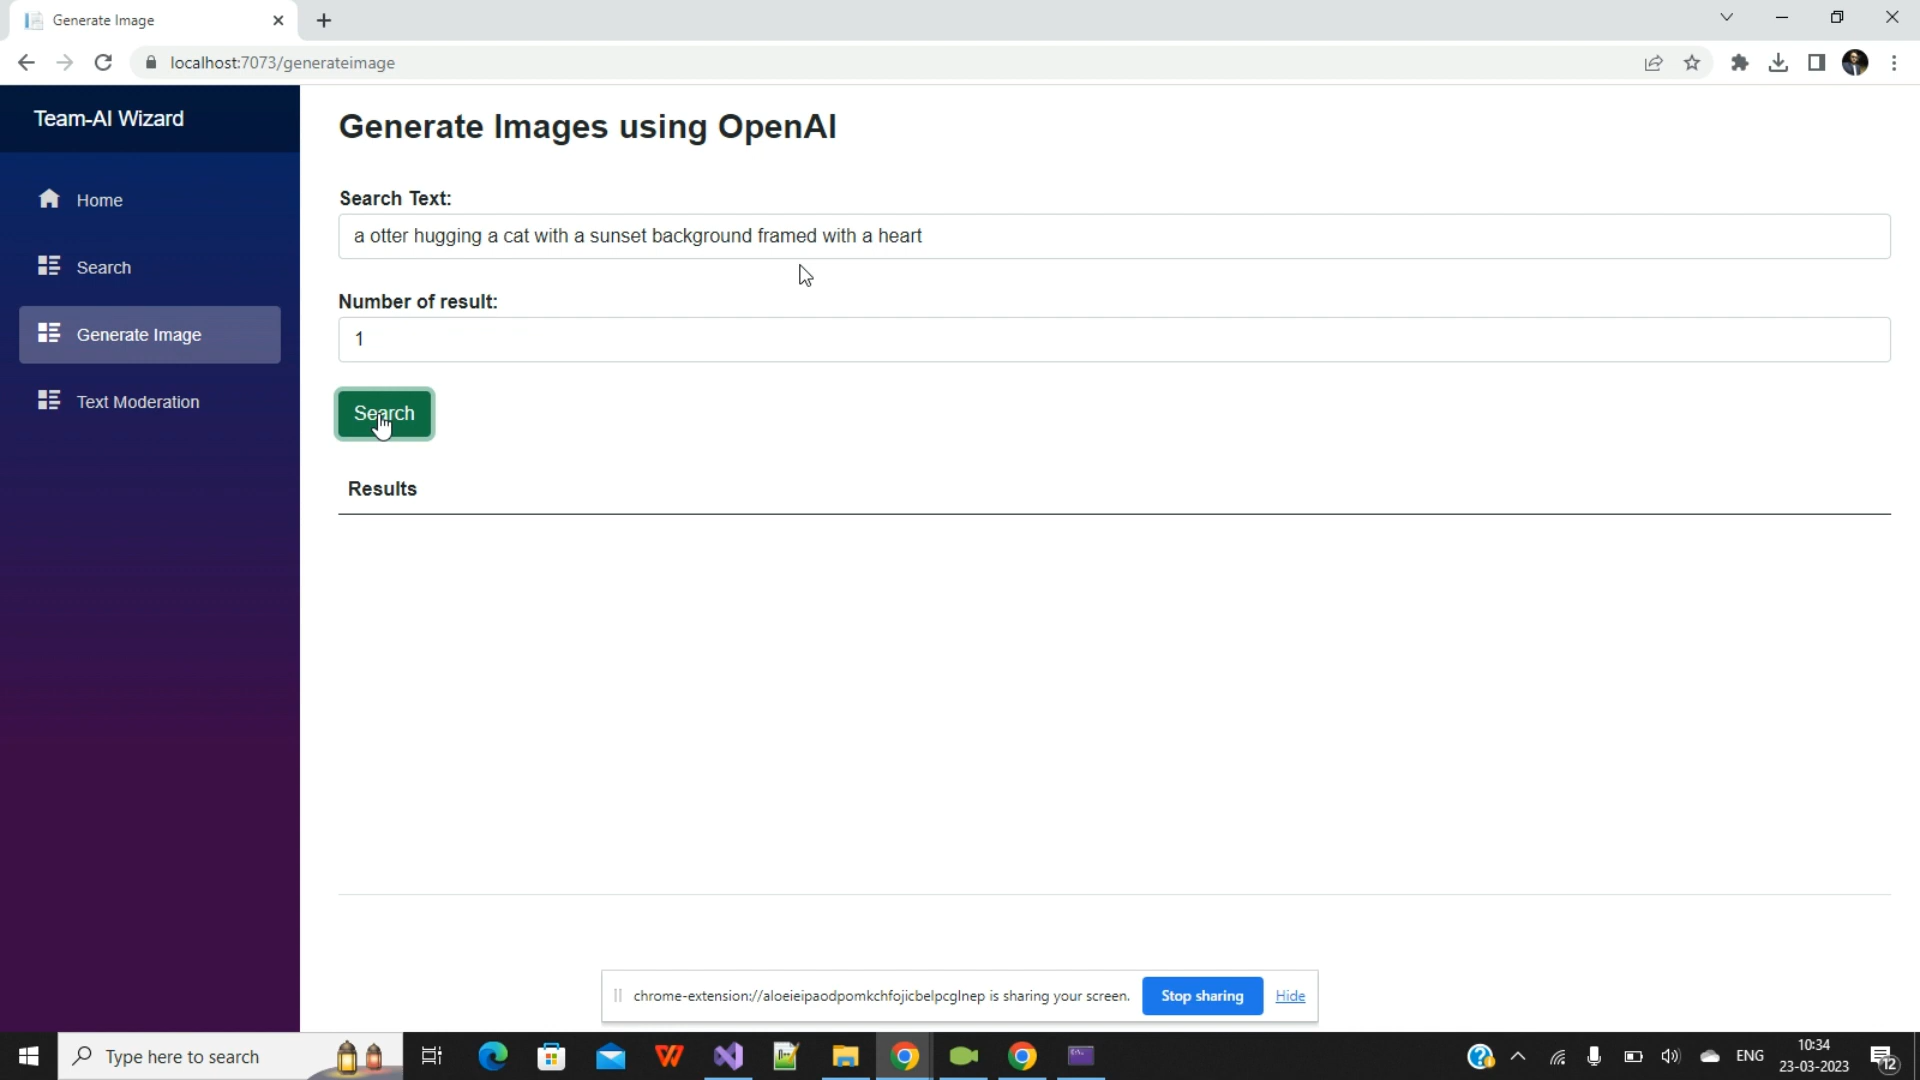 Generate Image
localhost:7073/generateimage
Team-AI Wizard
Home
Search
Generate Image
Text Moderation
Generate Images using OpenAI
Search Text:
a otter hugging a cat with a sunset background framed with a heart
Number of result:
1
Search
Results
chrome-extension://aloeieipaodpomkchfojicbelpcglnep is sharing your screen.
Stop sharing
Hide
Type here to search
ENG
10:34
23-03-2023
12